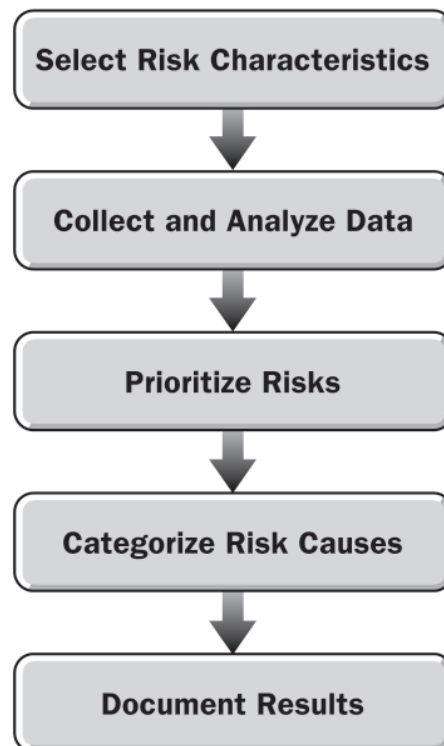 Select Risk Characteristics
Collect and Analyze Data
Prioritize Risks
Categorize Risk Causes
Document Results